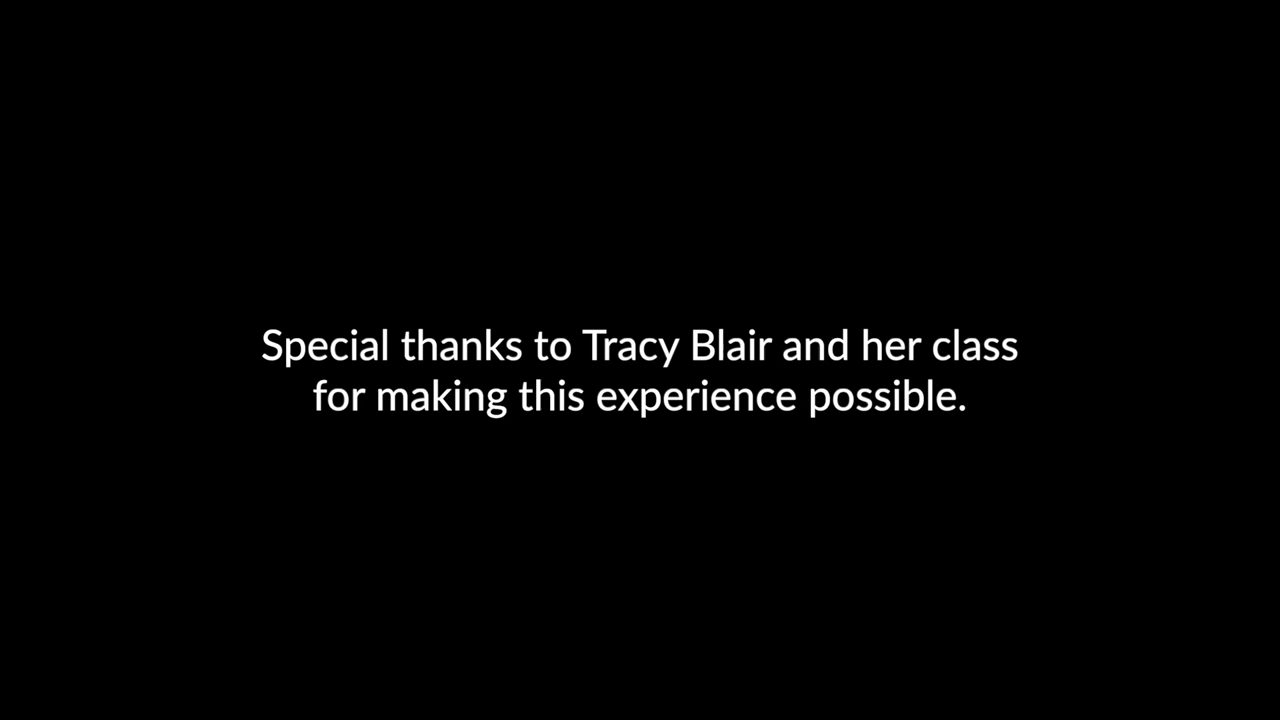 Special thanks to Tracy Blair and her class
for making this experience possible.